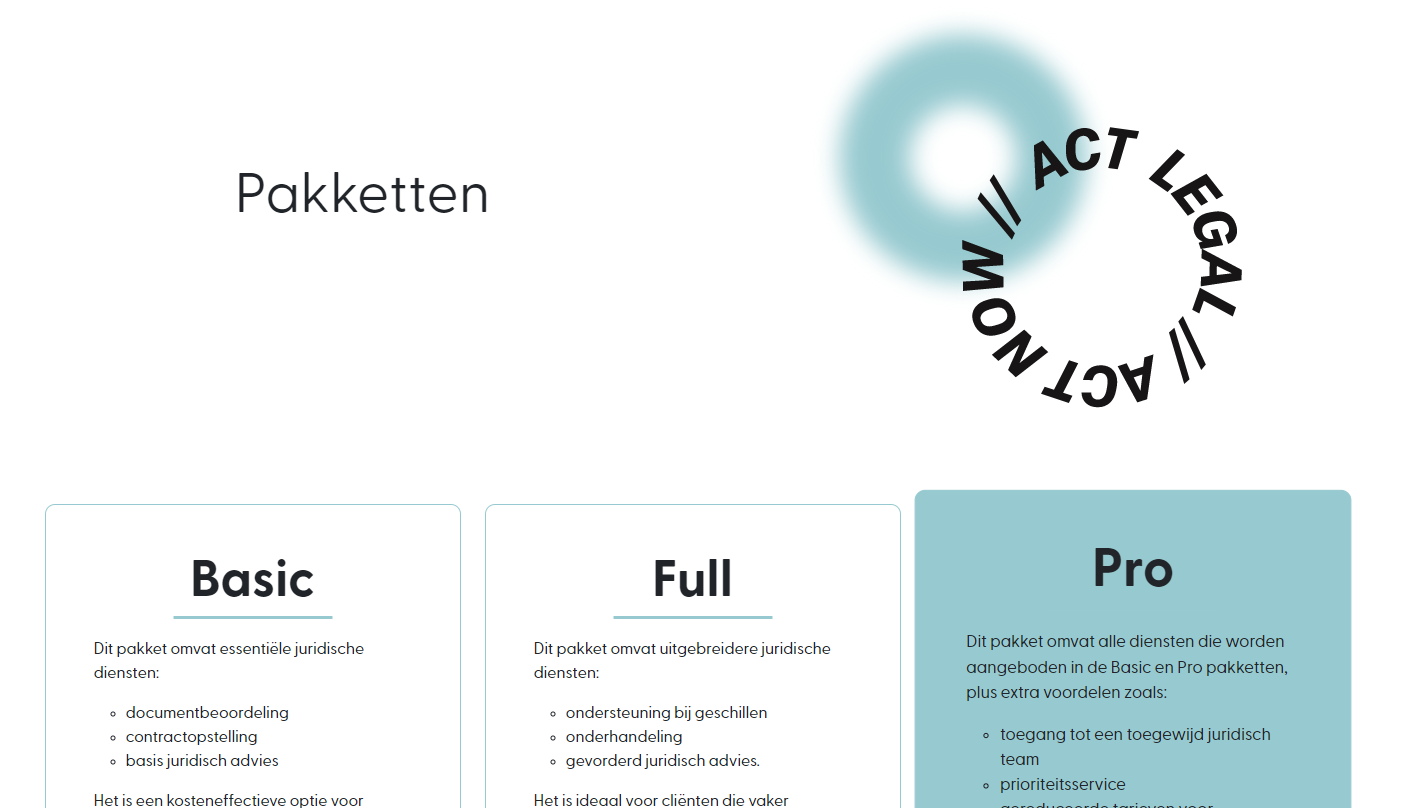 Pakketten
// ACT LEGAL // ACT NOW
Basic
Dit pakket omvat essentiële juridische
diensten:
documentbeoordeling
contractopstelling
basis juridisch advies
Het is een kosteneffectieve optie voor
Full
Dit pakket omvat uitgebreidere juridische
diensten:
ondersteuning bij geschillen
onderhandeling
gevorderd juridisch advies.
Het is ideaal voor cliënten die vaker
Pro
Dit pakket omvat alle diensten die worden
aangeboden in de Basic en Pro pakketten,
plus extra voordelen zoals:
toegang tot een toegewijd juridisch
team
prioriteitsservice
gereduceerde tarieven voor